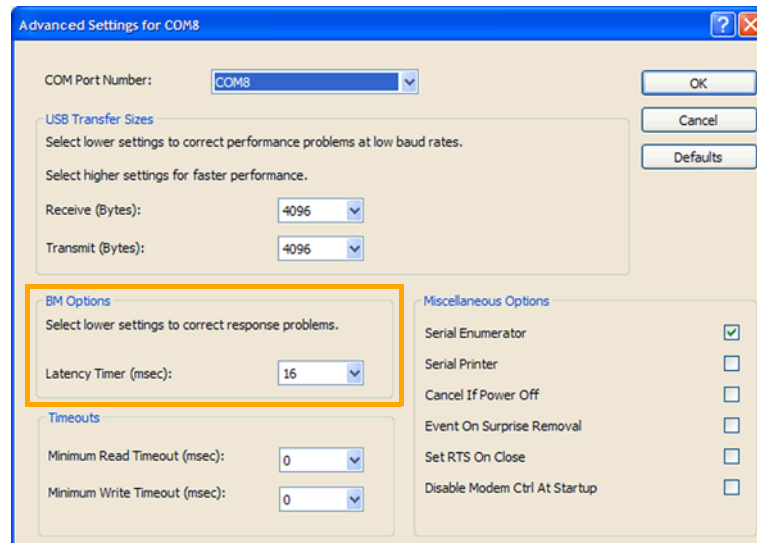 Advanced Settings for COM8
COM Port Number: COM8
OK
Cancel
Defaults
USB Transfer Sizes
Select lower settings to correct performance problems at low baud rates.
Select higher settings for faster performance.
Receive (Bytes): 4096
Transmit (Bytes): 4096
BM Options
Select lower settings to correct response problems.
Latency Timer (msec): 16
Timeouts
Minimum Read Timeout (msec): 0
Minimum Write Timeout (msec): 0
Miscellaneous Options
Serial Enumerator
Serial Printer
Cancel If Power Off
Event On Surprise Removal
Set RTS On Close
Disable Modem Ctrl At Startup